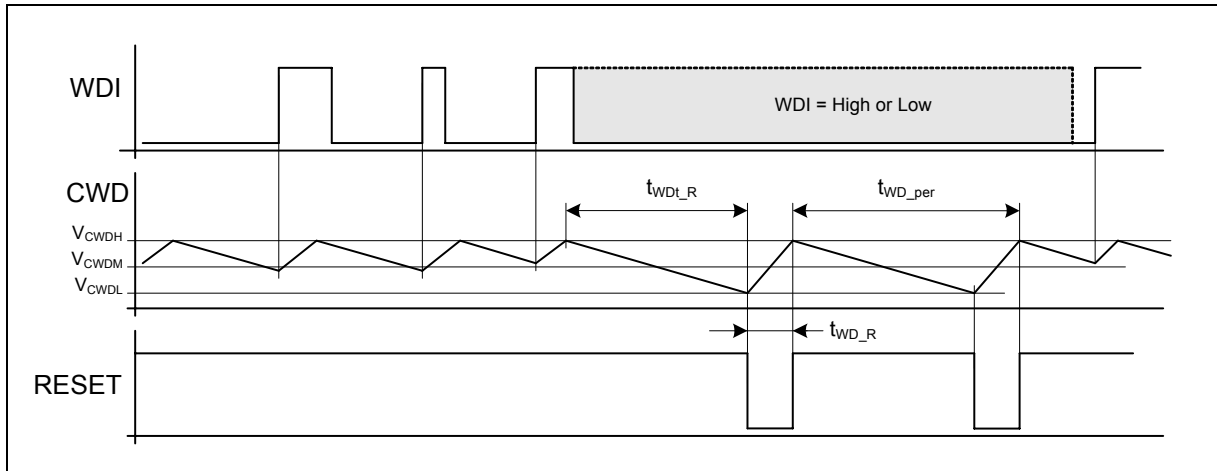 WDI
WDI = High or Low
CWD
tWDt_R
tWD_per
VCWDH
VCWDM
VCWDL
tWD_R
RESET